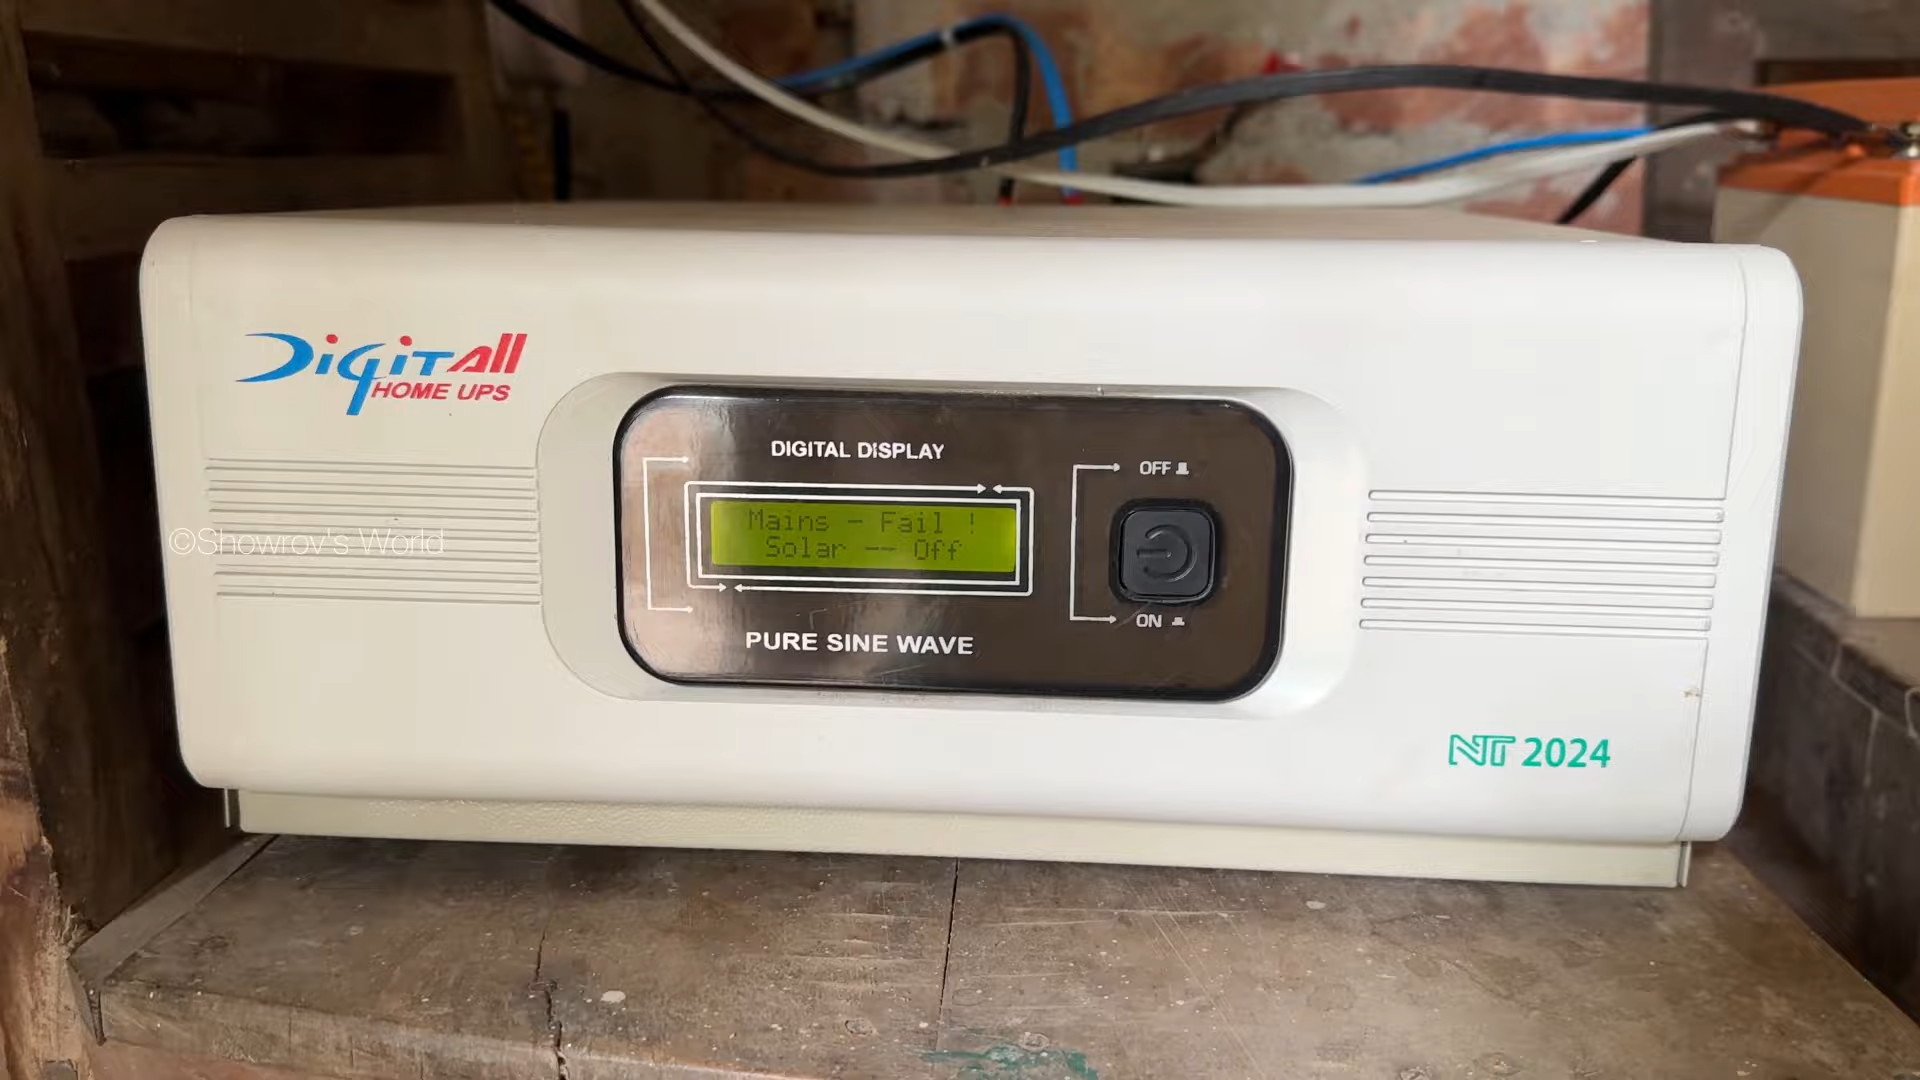 DigitAll
HOME UPS
DIGITAL DISPLAY
OFF
Mains - Fail !
Solar -- Off
©Showrov's World
ON
PURE SINE WAVE
NT 2024